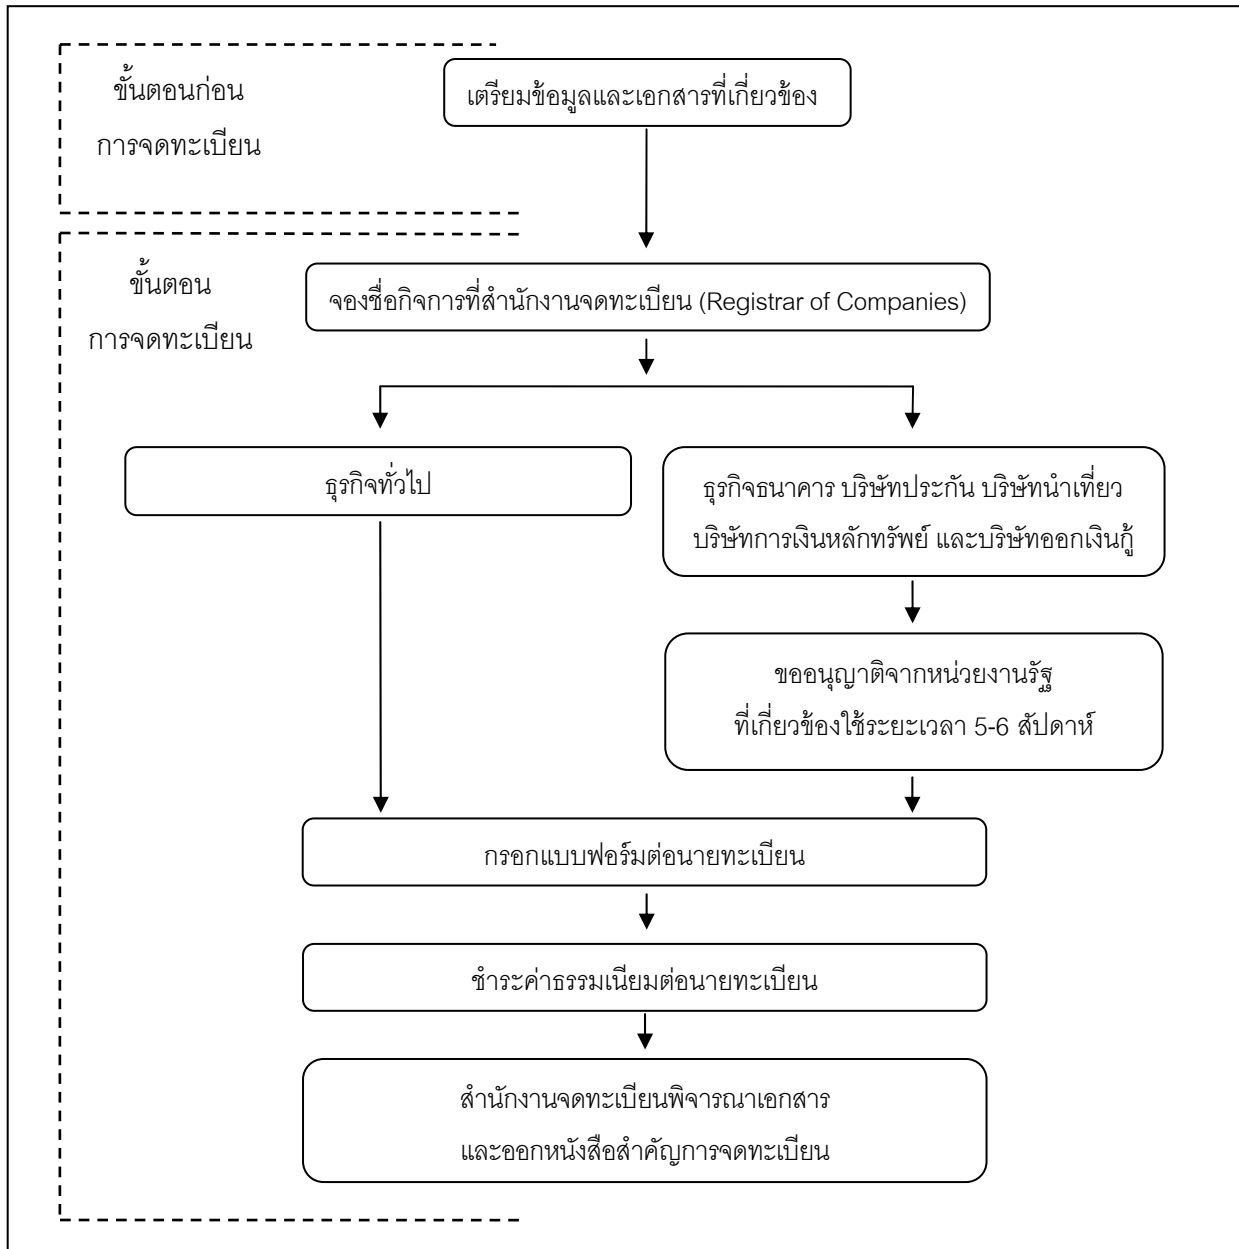 ขั้นตอนก่อน
การจดทะเบียน
เตรียมข้อมูลและเอกสารที่เกี่ยวข้อง
ขั้นตอน
การจดทะเบียน
จองชื่อกิจการที่สำนักงานจดทะเบียน (Registrar of Companies)
ธุรกิจทั่วไป
ธุรกิจธนาคาร บริษัทประกัน บริษัทนำเที่ยว
บริษัทการเงินหลักทรัพย์ และบริษัทออกเงินกู้
ขออนุญาติจากหน่วยงานรัฐ
ที่เกี่ยวข้องใช้ระยะเวลา 5-6 สัปดาห์
กรอกแบบฟอร์มต่อนายทะเบียน
ชำระค่าธรรมเนียมต่อนายทะเบียน
สำนักงานจดทะเบียนพิจารณาเอกสาร
และออกหนังสือสำคัญการจดทะเบียน